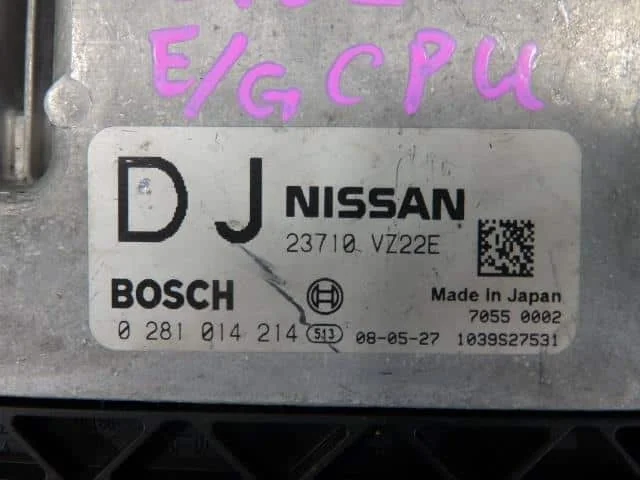 E/G CPU
DJ NISSAN
23710 VZ22E
BOSCH
Made in Japan
7055 0002
0 281 014 214 513 08-05-27 1039S27531